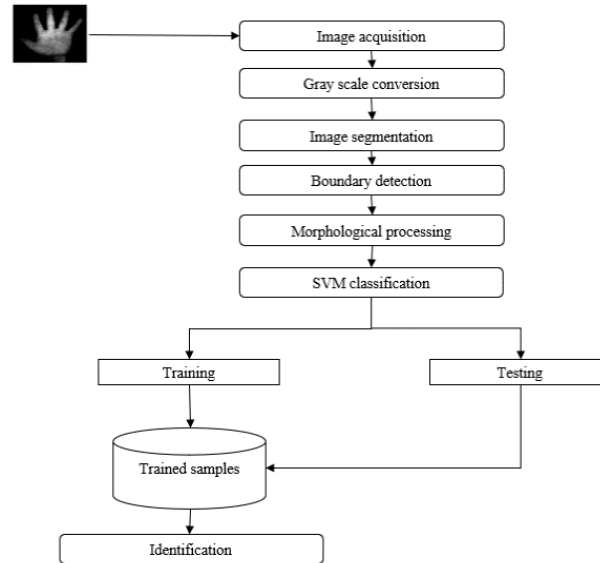 Image acquisition
Gray scale conversion
Image segmentation
Boundary detection
Morphological processing
SVM classification
Training
Testing
Trained samples
Identification